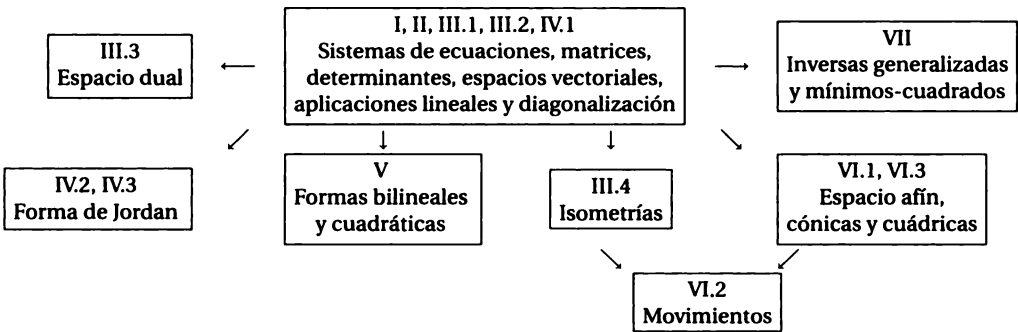 I, II, III.1, III.2, IV.1
Sistemas de ecuaciones, matrices,
determinantes, espacios vectoriales,
aplicaciones lineales y diagonalización
III.3
Espacio dual
VII
Inversas generalizadas
y mínimos-cuadrados
IV.2, IV.3
Forma de Jordan
V
Formas bilineales
y cuadráticas
III.4
Isometrías
VI.1, VI.3
Espacio afín,
cónicas y cuádricas
VI.2
Movimientos